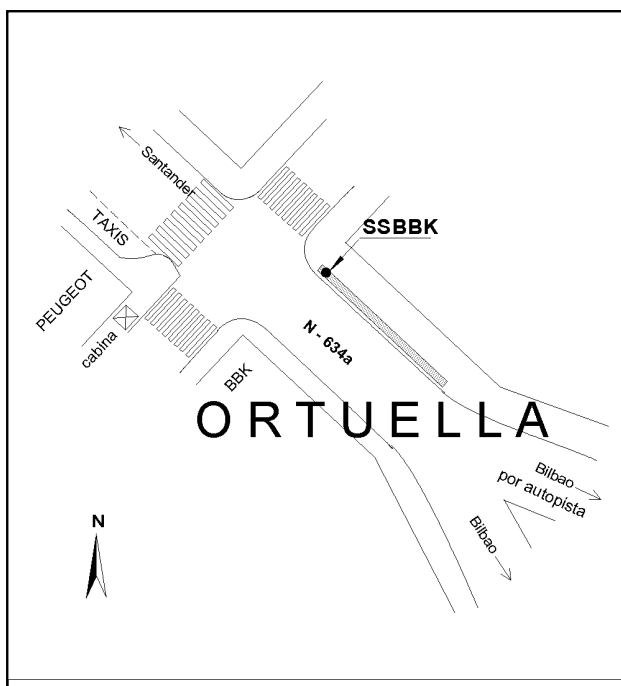 Santander
TAXIS
SSBBK
PEUGEOT
cabina
N - 634a
BBK
ORTUELLA
Bilbao
por autopista
Bilbao
N